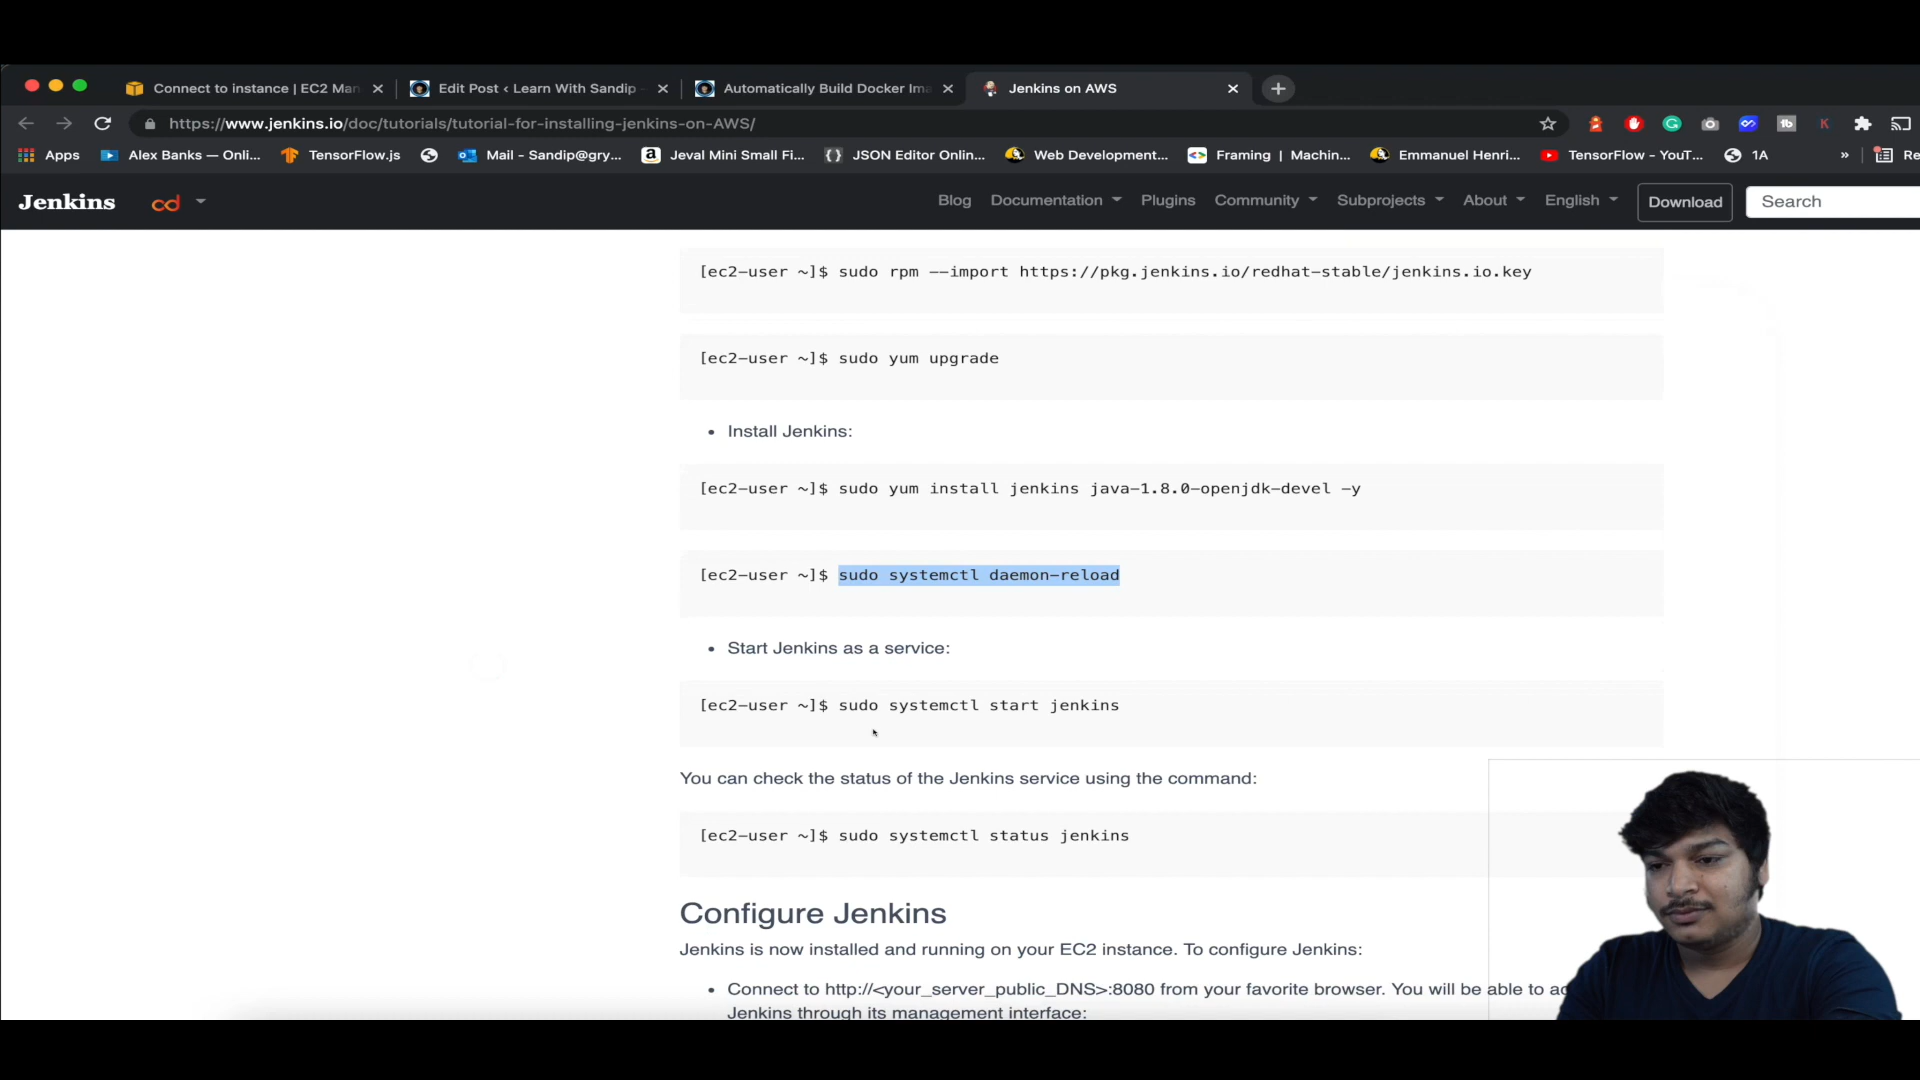 Connect to instance | EC2 Man
Edit Post ‹ Learn With Sandip
Automatically Build Docker Ima
Jenkins on AWS
https://www.jenkins.io/doc/tutorials/tutorial-for-installing-jenkins-on-AWS/
Apps
Alex Banks — Onli...
TensorFlow.js
Mail - Sandip@gry...
Jeval Mini Small Fi...
JSON Editor Onlin...
Web Development...
Framing | Machin...
Emmanuel Henri...
TensorFlow - YouT...
1A
»
Re
Jenkins
cd
Blog
Documentation
Plugins
Community
Subprojects
About
English
Download
Search
[ec2-user ~]$ sudo rpm --import https://pkg.jenkins.io/redhat-stable/jenkins.io.key
[ec2-user ~]$ sudo yum upgrade
• Install Jenkins:
[ec2-user ~]$ sudo yum install jenkins java-1.8.0-openjdk-devel -y
[ec2-user ~]$ sudo systemctl daemon-reload
• Start Jenkins as a service:
[ec2-user ~]$ sudo systemctl start jenkins
You can check the status of the Jenkins service using the command:
[ec2-user ~]$ sudo systemctl status jenkins
Configure Jenkins
Jenkins is now installed and running on your EC2 instance. To configure Jenkins:
• Connect to http://<your_server_public_DNS>:8080 from your favorite browser. You will be able to ac
Jenkins through its management interface: